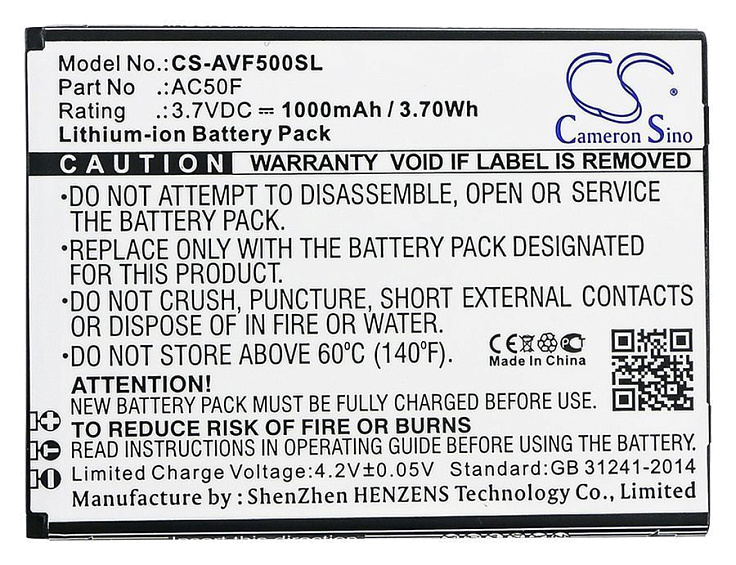 Model No.: CS-AVF500SL
Part No .: AC50F
Rating .: 3.7VDC ⎓ 1000mAh / 3.70Wh
Lithium-ion Battery Pack
CS ®
Cameron Sino
CAUTION WARRANTY VOID IF LABEL IS REMOVED
•DO NOT ATTEMPT TO DISASSEMBLE, OPEN OR SERVICE
THE BATTERY PACK.
•REPLACE ONLY WITH THE BATTERY PACK DESIGNATED
FOR THIS PRODUCT.
•DO NOT CRUSH, PUNCTURE, SHORT EXTERNAL CONTACTS
OR DISPOSE OF IN FIRE OR WATER.
•DO NOT STORE ABOVE 60ºC (140ºF).
CE
Made In China
ATTENTION!
NEW BATTERY PACK MUST BE FULLY CHARGED BEFORE USE.
TO REDUCE RISK OF FIRE OR BURNS
READ INSTRUCTIONS IN OPERATING GUIDE BEFORE USING BATTERY.
Limited Charge Voltage:4.2V±0.05V Standard:GB 31241-2014
Manufacture by : ShenZhen HENZENS Technology Co., Limited